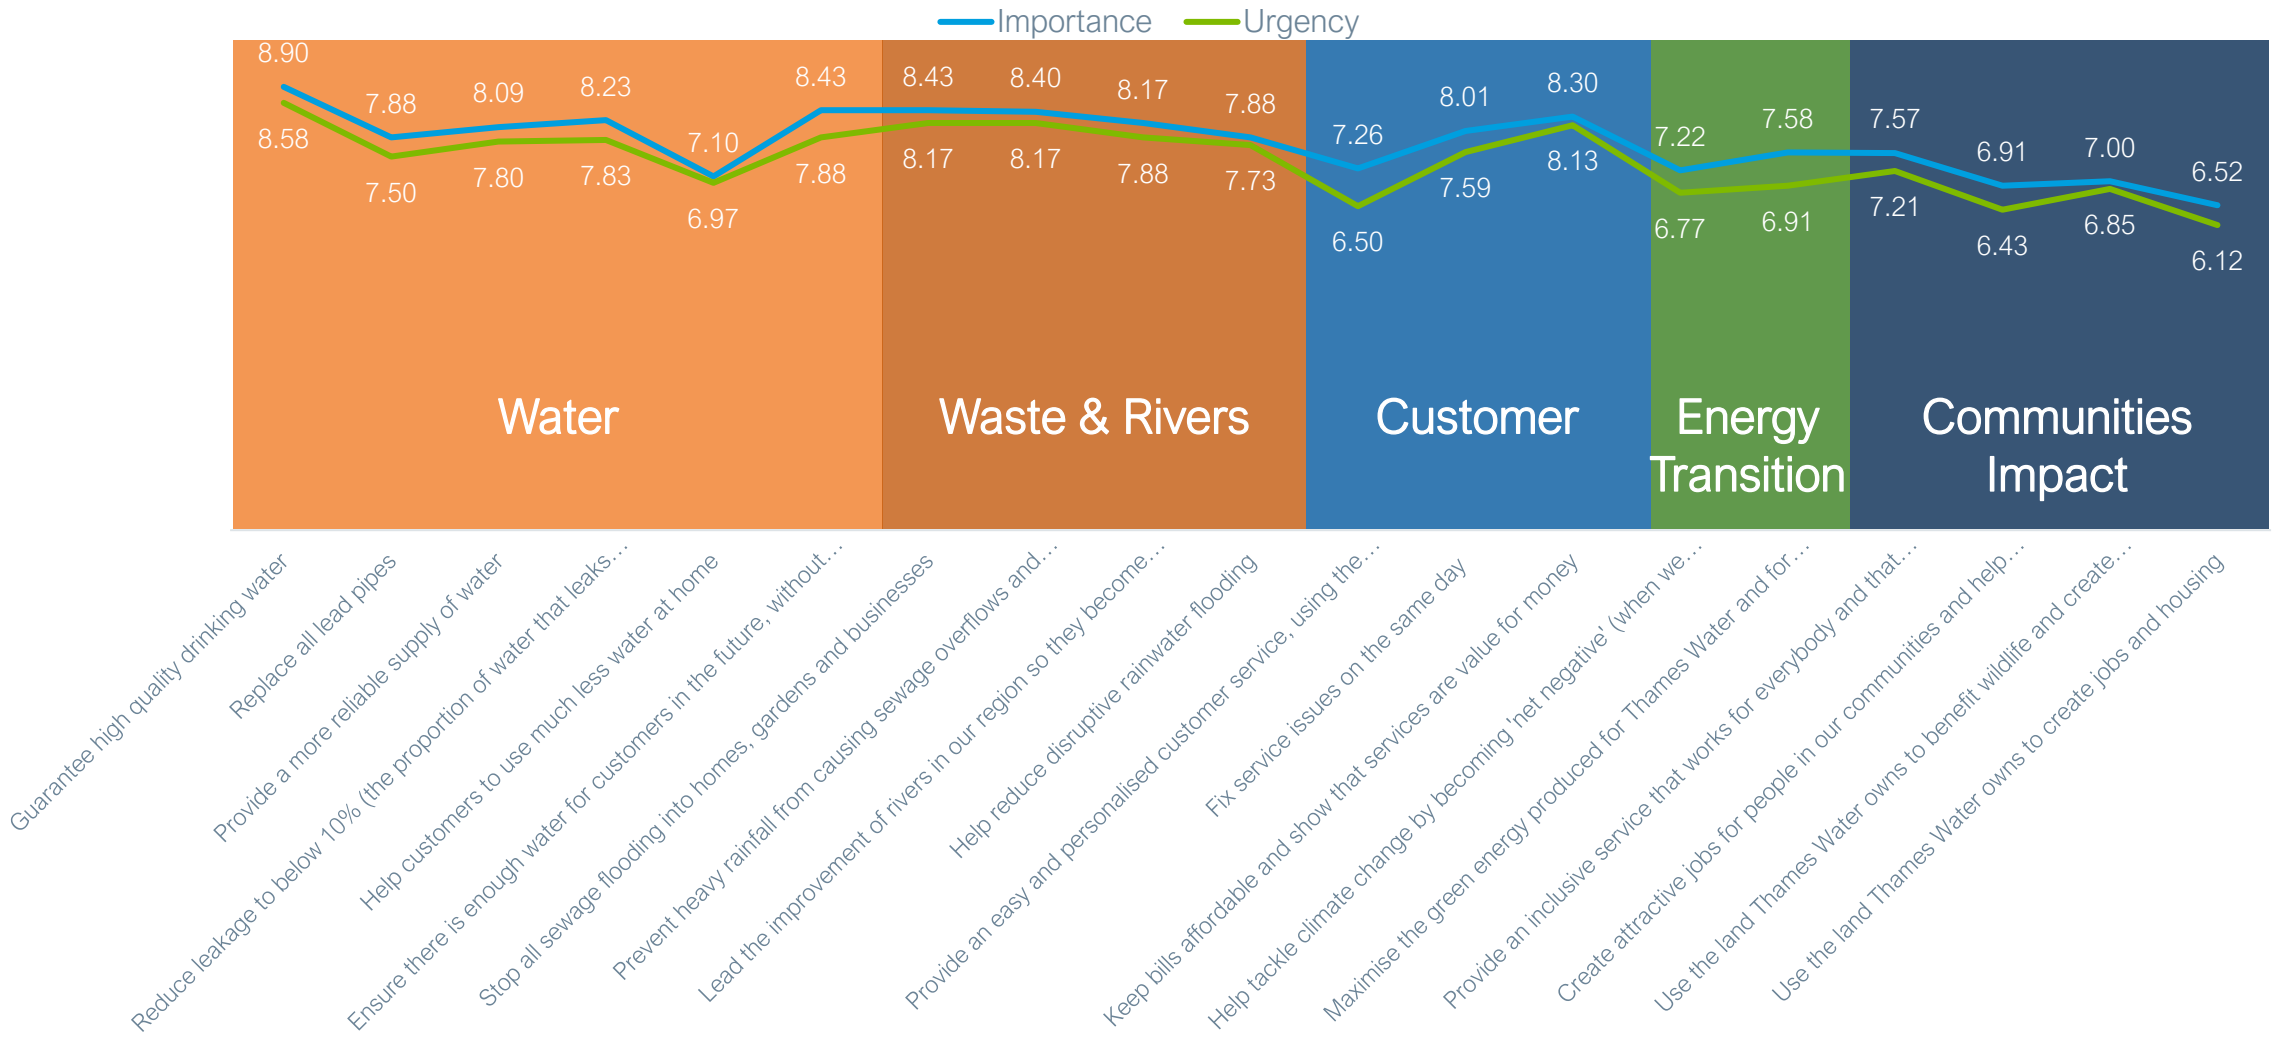 Importance
Urgency
8.90
7.88
8.09
8.23
7.10
8.43
8.43
8.40
8.17
7.88
7.26
8.01
8.30
7.22
7.58
7.57
6.91
7.00
6.52
8.58
7.50
7.80
7.83
6.97
7.88
8.17
8.17
7.88
7.73
6.50
7.59
8.13
6.77
6.91
7.21
6.43
6.85
6.12
Water
Waste & Rivers
Customer
Energy
Transition
Communities
Impact
Guarantee high quality drinking water
Replace all lead pipes
Provide a more reliable supply of water
Reduce leakage to below 10% (the proportion of water that leaks…
Help customers to use much less water at home
Ensure there is enough water for customers in the future, without…
Stop all sewage flooding into homes, gardens and businesses
Prevent heavy rainfall from causing sewage overflows and…
Lead the improvement of rivers in our region so they become…
Help reduce disruptive rainwater flooding
Provide an easy and personalised customer service, using the…
Fix service issues on the same day
Keep bills affordable and show that services are value for money
Help tackle climate change by becoming 'net negative' (when we…
Maximise the green energy produced for Thames Water and for…
Provide an inclusive service that works for everybody and that…
Create attractive jobs for people in our communities and help…
Use the land Thames Water owns to benefit wildlife and create…
Use the land Thames Water owns to create jobs and housing